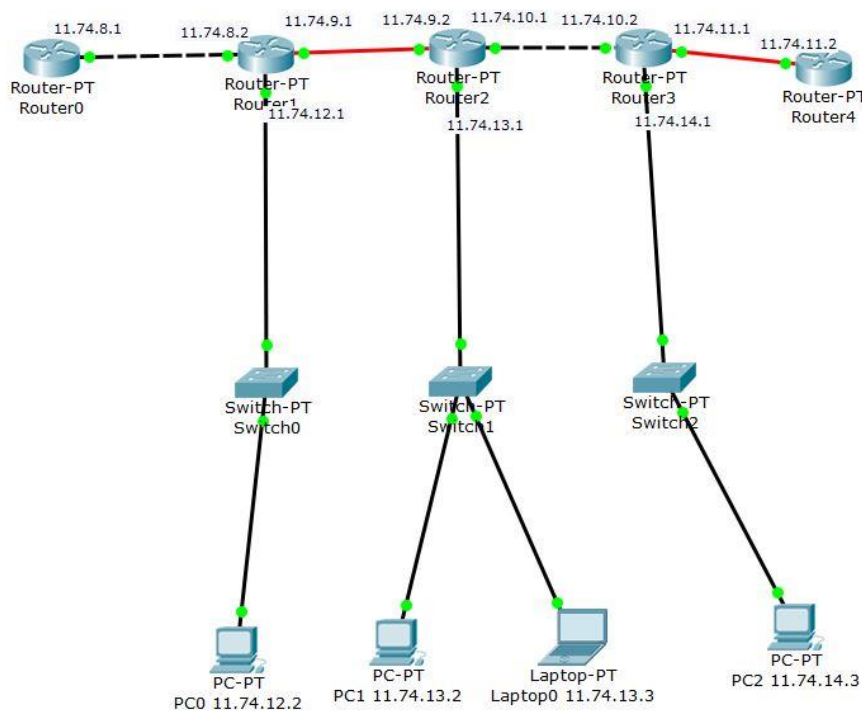 11.74.8.1
11.74.8.2
11.74.9.1
11.74.9.2
11.74.10.1
11.74.10.2
11.74.11.1
11.74.11.2
Router-PT
Router0
Router-PT
Router1
Router-PT
Router2
Router-PT
Router3
Router-PT
Router4
11.74.12.1
11.74.13.1
11.74.14.1
Switch-PT
Switch0
Switch-PT
Switch1
Switch-PT
Switch2
PC-PT
PC0 11.74.12.2
PC-PT
PC1 11.74.13.2
Laptop-PT
Laptop0 11.74.13.3
PC-PT
PC2 11.74.14.3